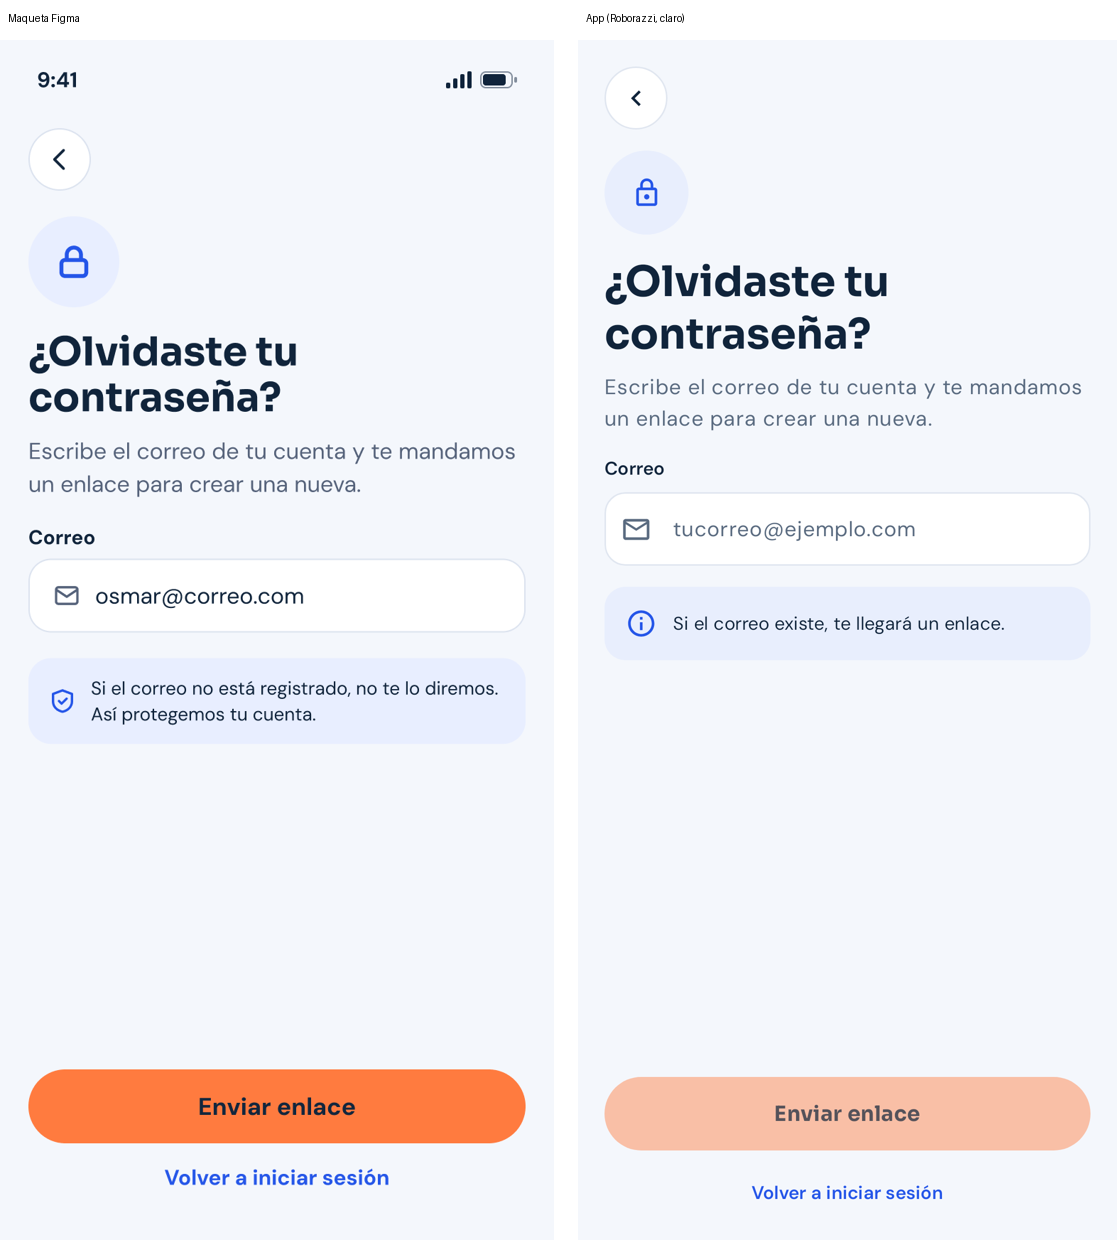 Maqueta Figma
9:41
¿Olvidaste tu
contraseña?
Escribe el correo de tu cuenta y te mandamos
un enlace para crear una nueva.
Correo
osmar@correo.com
Si el correo no está registrado, no te lo diremos.
Así protegemos tu cuenta.
Enviar enlace
Volver a iniciar sesión
App (Roborazzi, claro)
¿Olvidaste tu
contraseña?
Escribe el correo de tu cuenta y te mandamos
un enlace para crear una nueva.
Correo
tucorreo@ejemplo.com
Si el correo existe, te llegará un enlace.
Enviar enlace
Volver a iniciar sesión